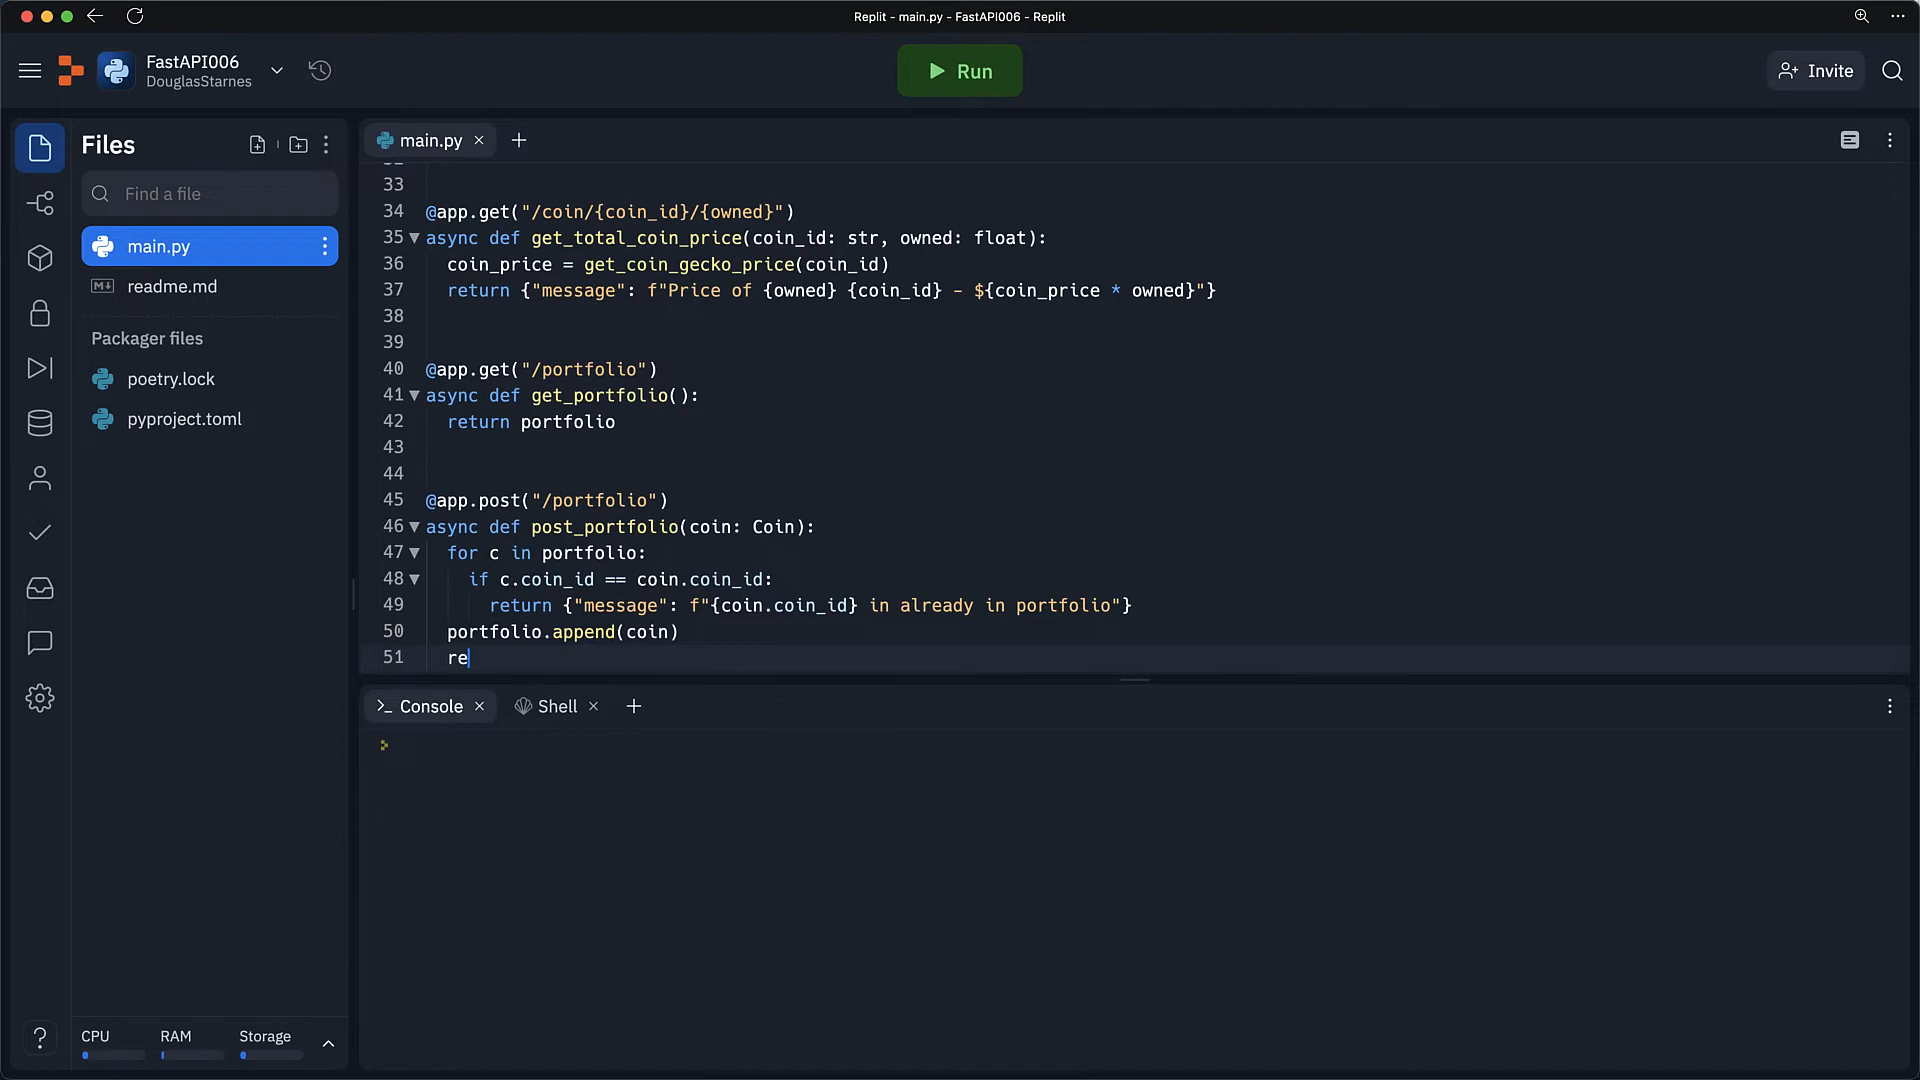 Replit - main.py - FastAPI006 - Replit
FastAPI006
DouglasStarnes
Run
Invite
Files
Find a file
main.py
readme.md
Packager files
poetry.lock
pyproject.toml
CPU RAM Storage
main.py
33
34 @app.get("/coin/{coin_id}/{owned}")
35 async def get_total_coin_price(coin_id: str, owned: float):
36 coin_price = get_coin_gecko_price(coin_id)
37 return {"message": f"Price of {owned} {coin_id} - ${coin_price * owned}"}
38
39
40 @app.get("/portfolio")
41 async def get_portfolio():
42 return portfolio
43
44
45 @app.post("/portfolio")
46 async def post_portfolio(coin: Coin):
47 for c in portfolio:
48 if c.coin_id == coin.coin_id:
49 return {"message": f"{coin.coin_id} in already in portfolio"}
50 portfolio.append(coin)
51 re
Console Shell